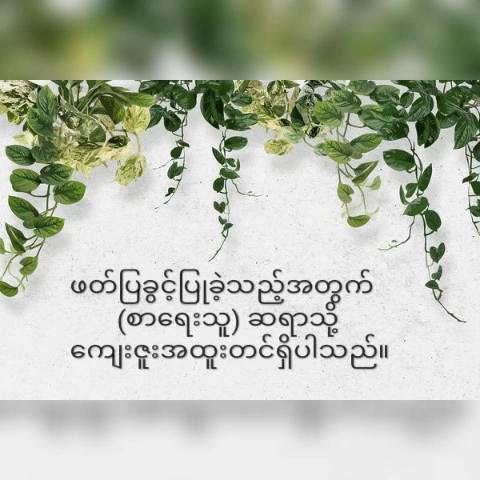 ဖတ်ပြခွင့်ပြုခဲ့သည့်အတွက်
(စာရေးသူ) ဆရာသို့
ကျေးဇူးအထူးတင်ရှိပါသည်။